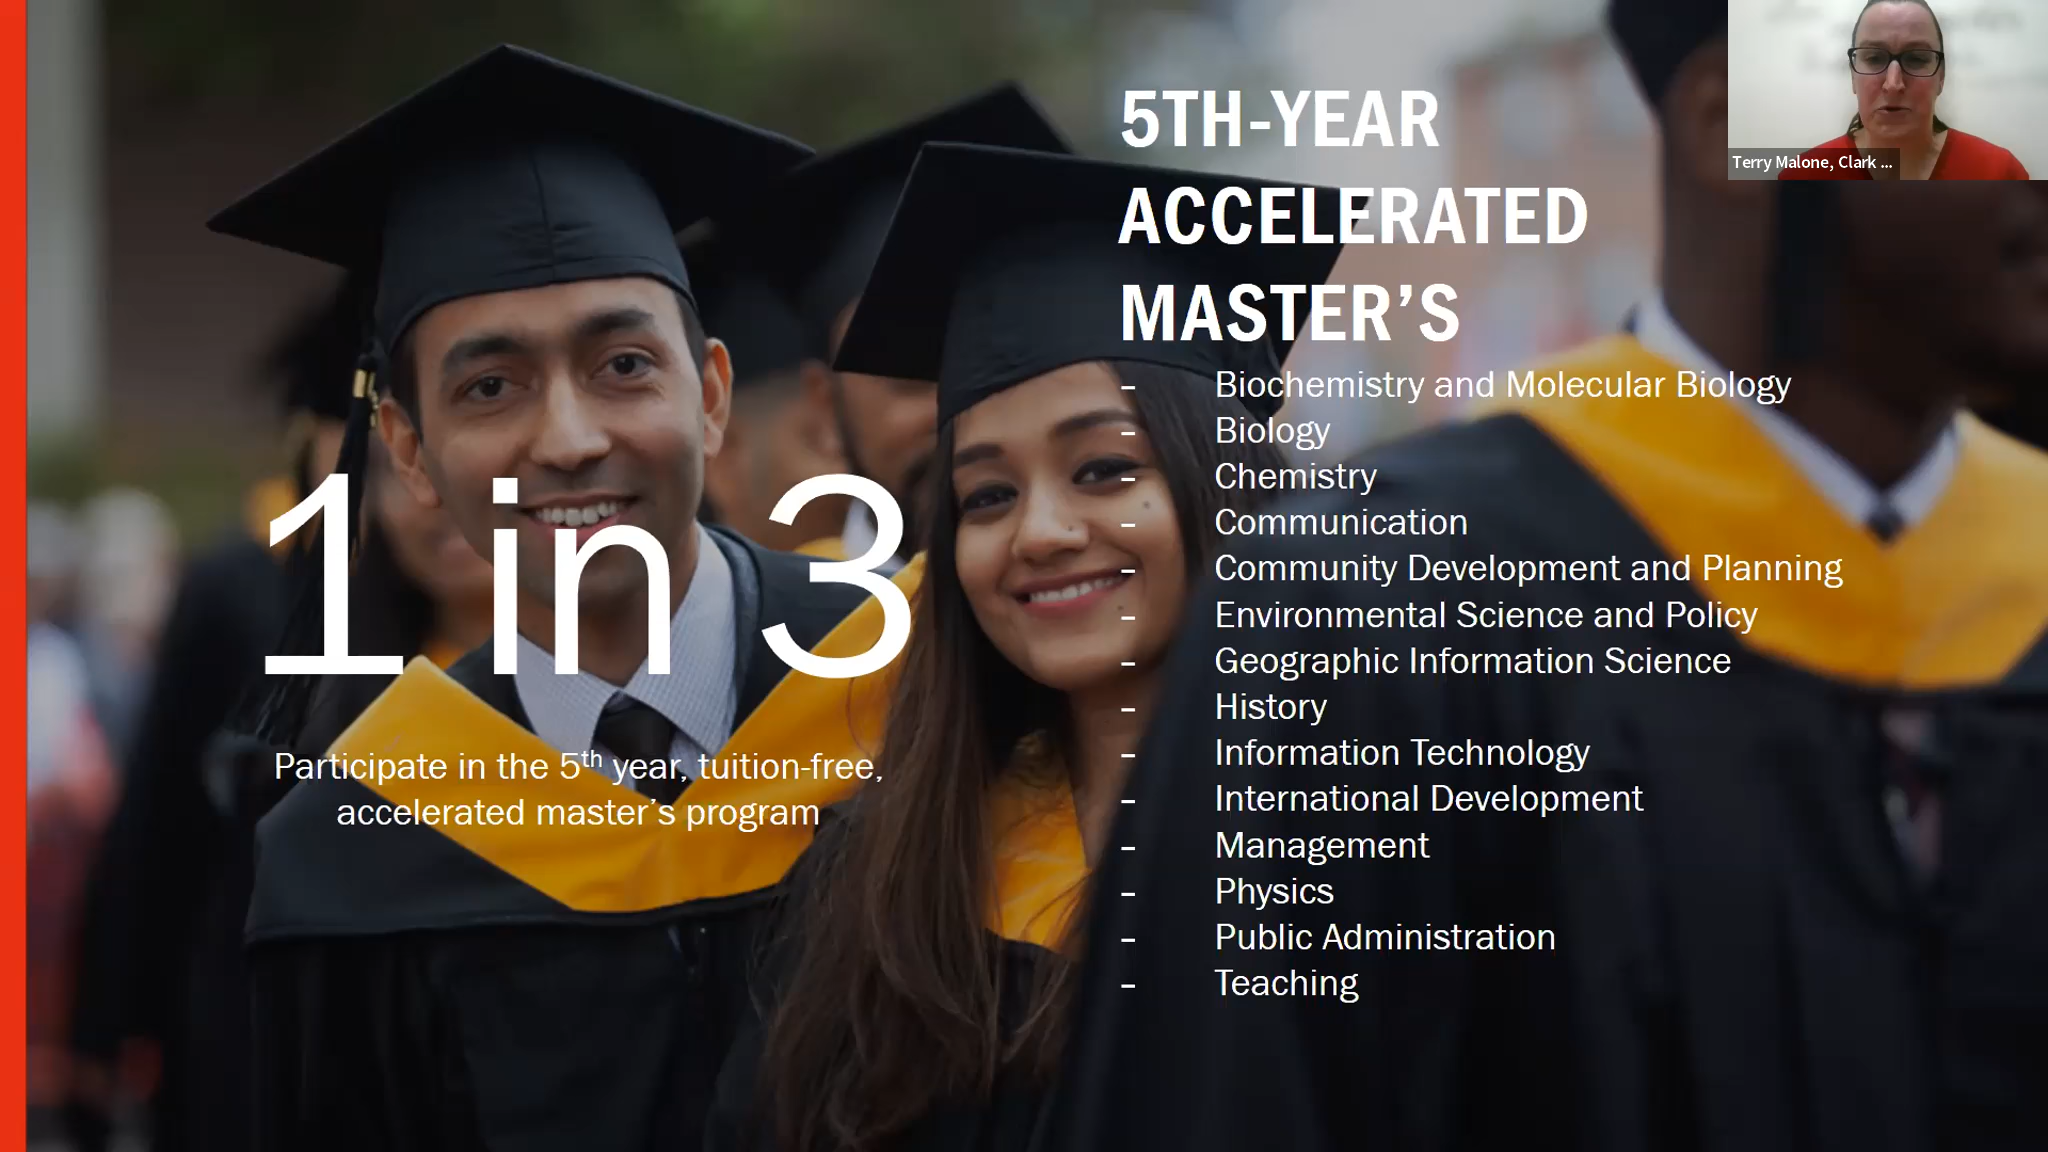 5TH-YEAR
ACCELERATED
MASTER’S
Terry Malone, Clark ...
1 in 3
Participate in the 5th year, tuition-free,
accelerated master’s program
– Biochemistry and Molecular Biology
– Biology
– Chemistry
– Communication
– Community Development and Planning
– Environmental Science and Policy
– Geographic Information Science
– History
– Information Technology
– International Development
– Management
– Physics
– Public Administration
– Teaching